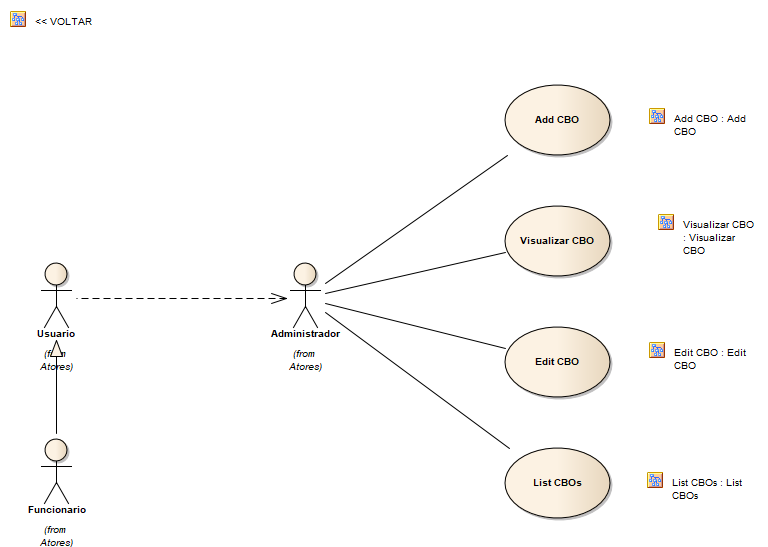 << VOLTAR
Add CBO
Add CBO : Add
CBO
Visualizar CBO
Visualizar CBO
: Visualizar
CBO
Usuario
(from
Atores)
Administrador
(from
Atores)
Edit CBO
Edit CBO : Edit
CBO
Funcionario
(from
Atores)
List CBOs
List CBOs : List
CBOs